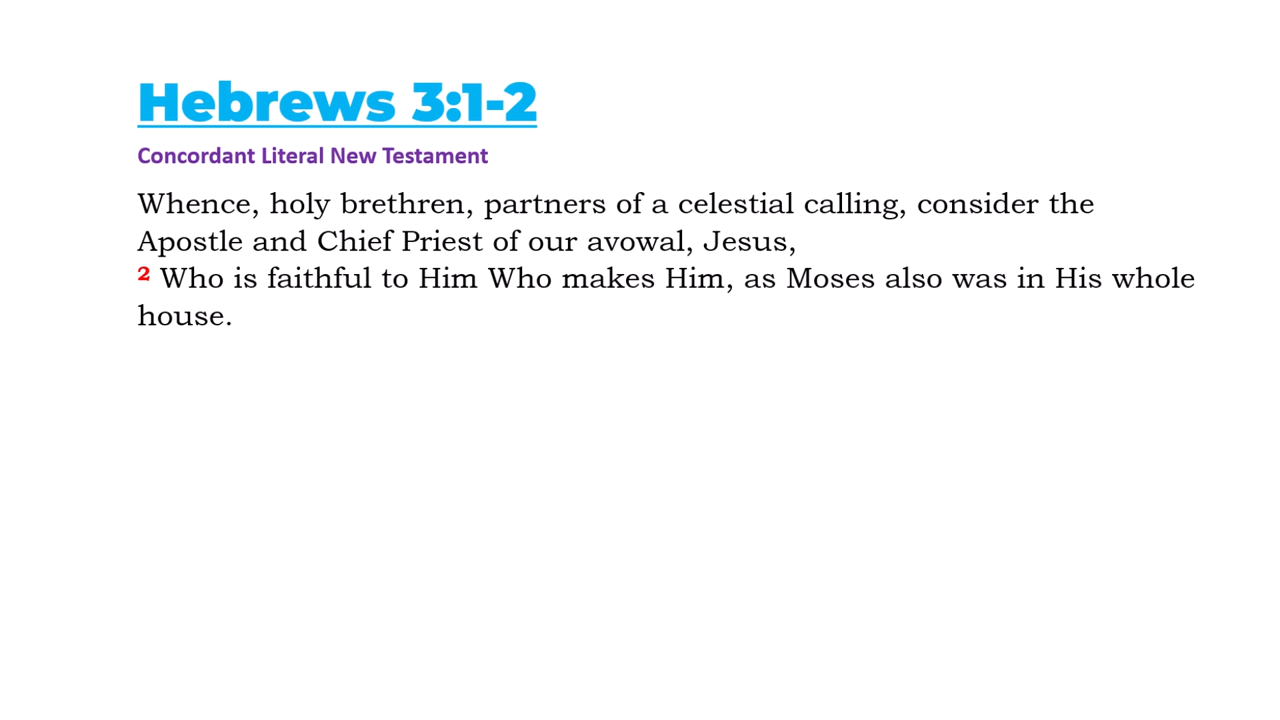 Hebrews 3:1-2
Concordant Literal New Testament
Whence, holy brethren, partners of a celestial calling, consider the
Apostle and Chief Priest of our avowal, Jesus,
² Who is faithful to Him Who makes Him, as Moses also was in His whole
house.